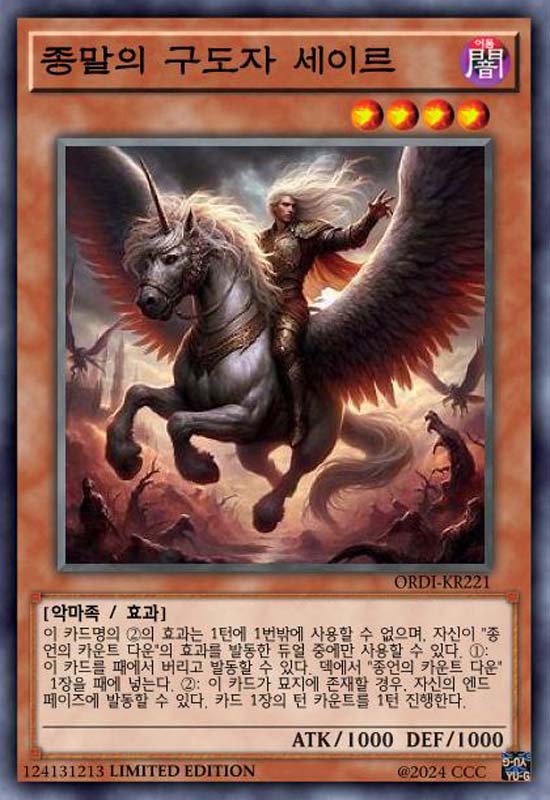 종말의 구도자 세이르
어둠
闇
ORDI-KR221
[악마족 / 효과]
이 카드명의 ②의 효과는 1턴에 1번밖에 사용할 수 없으며, 자신이 "종
언의 카운트 다운"의 효과를 발동한 듀얼 중에만 사용할 수 있다. ①:
이 카드를 패에서 버리고 발동할 수 있다. 덱에서 "종언의 카운트 다운"
1장을 패에 넣는다. ②: 이 카드가 묘지에 존재할 경우, 자신의 엔드
페이즈에 발동할 수 있다. 카드 1장의 턴 카운트를 1턴 진행한다.
ATK/1000 DEF/1000
124131213 LIMITED EDITION
@2024 CCC